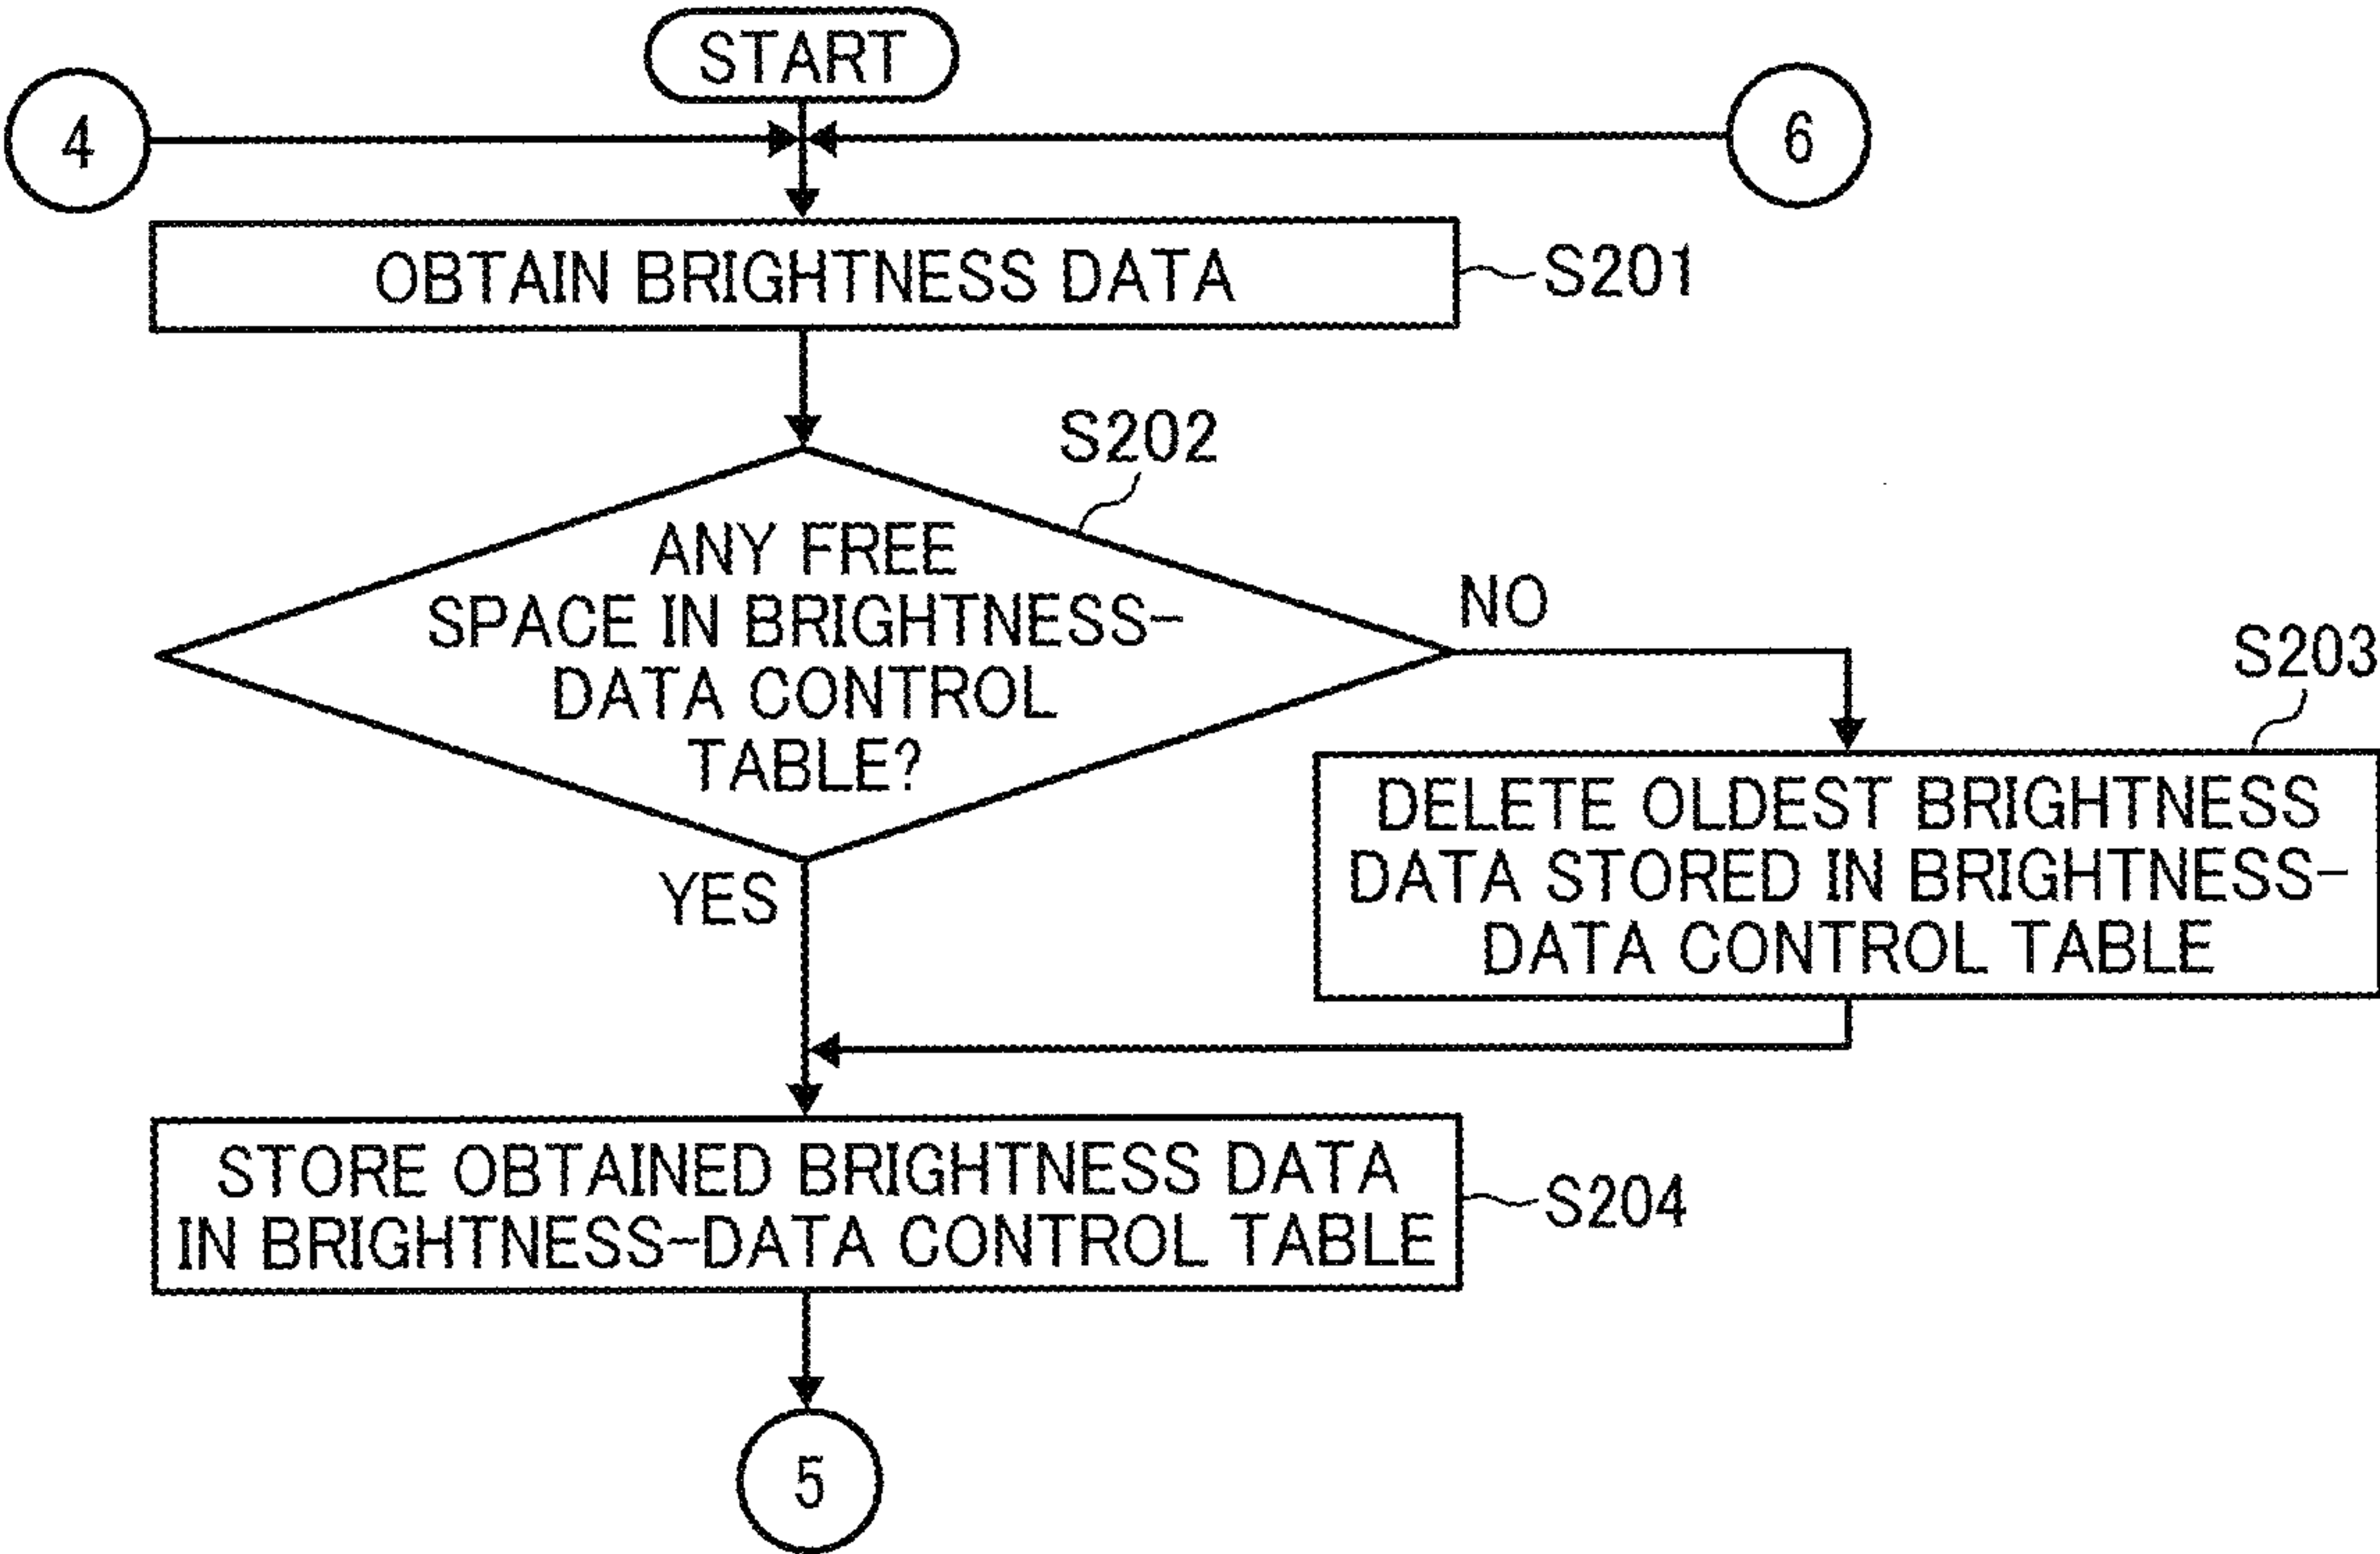 START
4
6
OBTAIN BRIGHTNESS DATA
S201
S202
ANY FREE
SPACE IN BRIGHTNESS-
DATA CONTROL
TABLE?
NO
S203
DELETE OLDEST BRIGHTNESS
DATA STORED IN BRIGHTNESS-
DATA CONTROL TABLE
YES
STORE OBTAINED BRIGHTNESS DATA
IN BRIGHTNESS-DATA CONTROL TABLE
S204
5